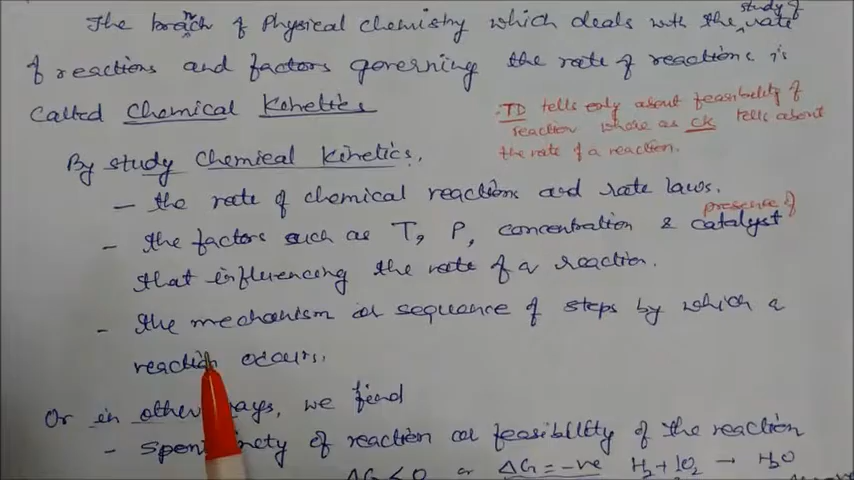 The branch of Physical chemistry which deals with the study of rate
of reactions and factors governing the rate of reactions is
called Chemical Kinetics
- TD tells only about feasibility of
reaction where as CK tells about
the rate of a reaction.
By study Chemical Kinetics,
- the rate of chemical reactions and rate laws.
- the factors such as T, P, concentration & presence of catalyst
that influencing the rate of a reaction.
- the mechanism or sequence of steps by which a
reaction occurs.
Or in other ways, we find
- of reaction or feasibility of the reaction
ΔG < 0 or ΔG = -ve H2 + O2 → H2O